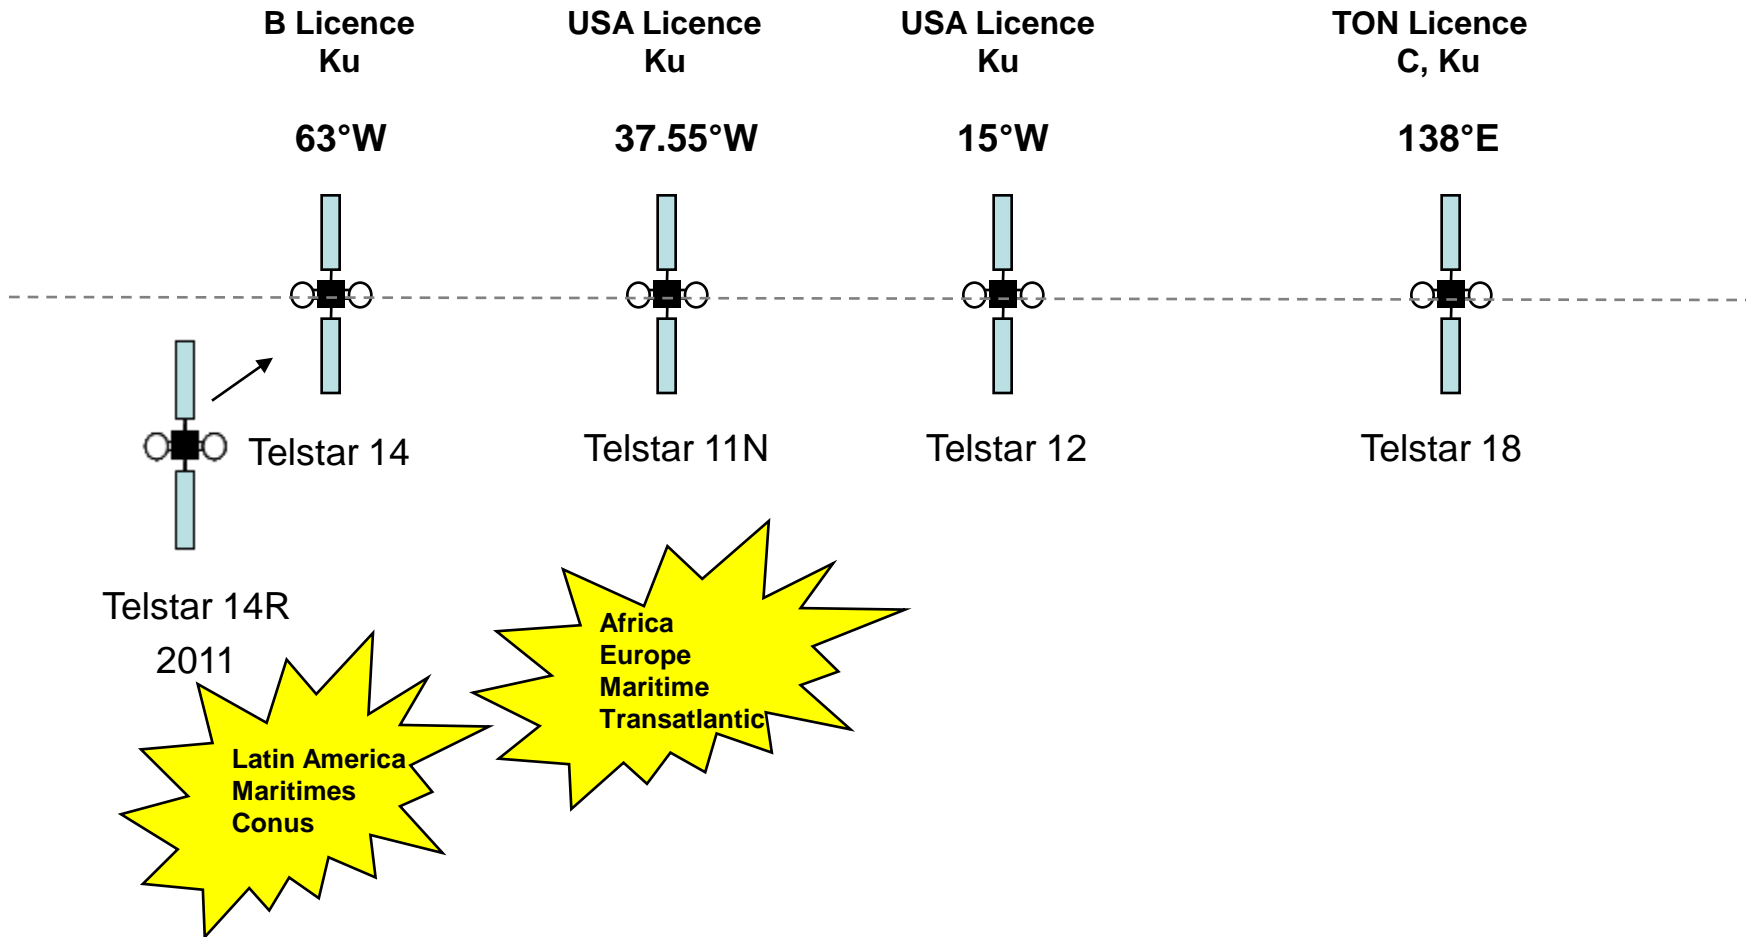 B Licence
Ku
USA Licence
Ku
USA Licence
Ku
TON Licence
C, Ku
63°W
37.55°W
15°W
138°E
Telstar 14
Telstar 11N
Telstar 12
Telstar 18
Telstar 14R
2011
Africa
Europe
Maritime
Transatlantic
Latin America
Maritimes
Conus